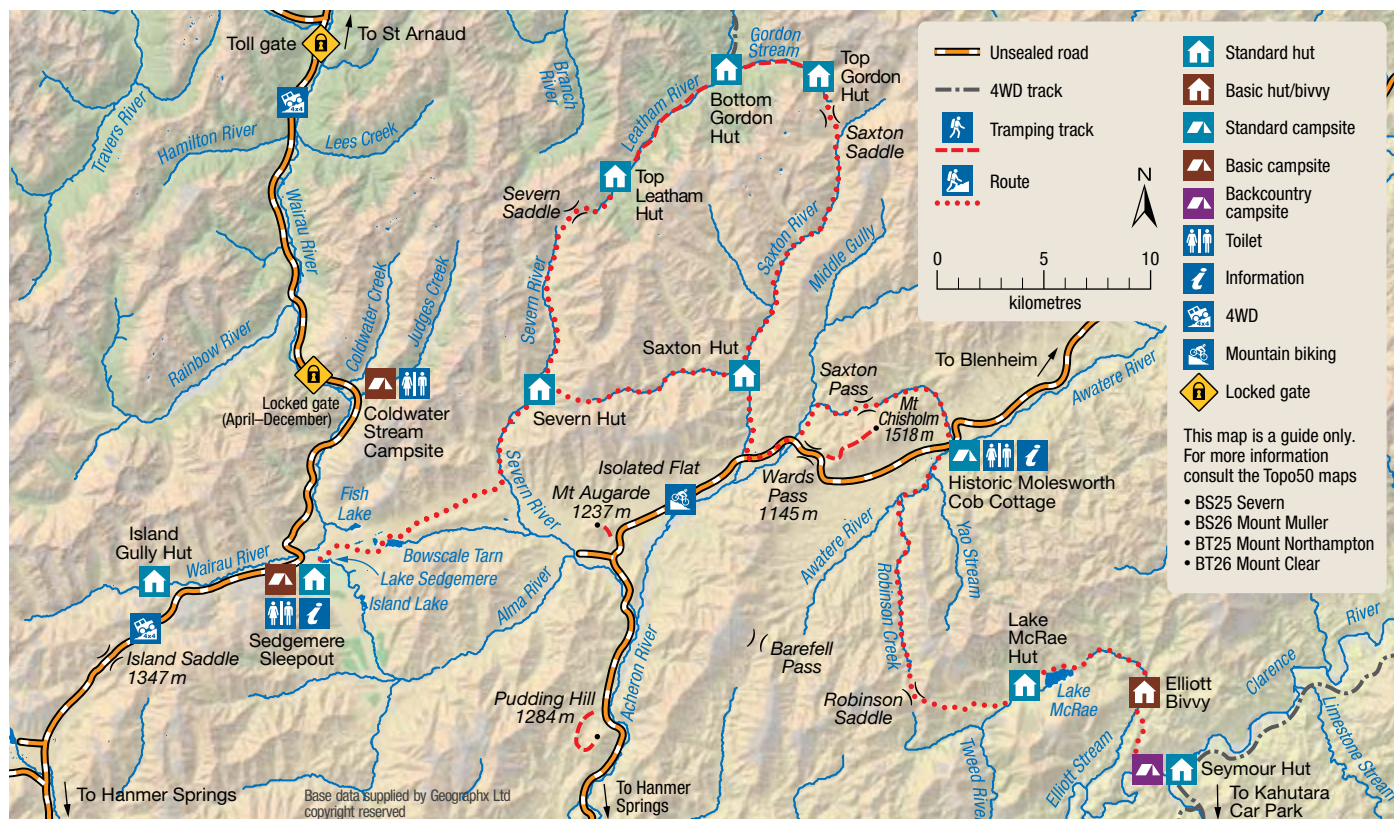 Toll gate
To St Arnaud
Travers River
Hamilton River
Lees Creek
Wairau River
Branch
River
Gordon
Stream
Leatham River
Bottom
Gordon
Hut
Top
Gordon
Hut
Saxton
Saddle
Top
Leatham
Hut
Severn
Saddle
Severn River
Saxton River
Middle Gully
Rainbow River
Coldwater Creek
Judges Creek
Locked gate
(April–December)
Coldwater
Stream
Campsite
Severn Hut
Saxton Hut
Saxton
Pass
Mt
Chisholm
1518 m
To Blenheim
Awatere River
Historic Molesworth
Cob Cottage
Wards
Pass
1145 m
Isolated Flat
Mt Augarde
1237 m
Severn River
Fish
Lake
Island
Gully Hut
Wairau River
Bowscale Tarn
Lake Sedgemere
Island Lake
Alma River
Sedgemere
Sleepout
4x4
4x4
Island Saddle
1347 m
Pudding Hill
1284 m
Acheron River
Awatere River
Yao Stream
Robinson Creek
Barefell
Pass
Robinson
Saddle
Lake
McRae
Hut
Lake
McRae
Elliott
Bivvy
Tweed River
Elliott Stream
Seymour Hut
Clarence
River
Limestone Stream
To Kahutara
Car Park
To Hanmer Springs
To Hanmer
Springs
Base data supplied by Geographx Ltd
copyright reserved
Unsealed road
4WD track
Tramping track
Route
N
0 5 10
kilometres
Standard hut
Basic hut/bivvy
Standard campsite
Basic campsite
Backcountry
campsite
Toilet
Information
4x4
4WD
Mountain biking
Locked gate
This map is a guide only.
For more information
consult the Topo50 maps
• BS25 Severn
• BS26 Mount Muller
• BT25 Mount Northampton
• BT26 Mount Clear